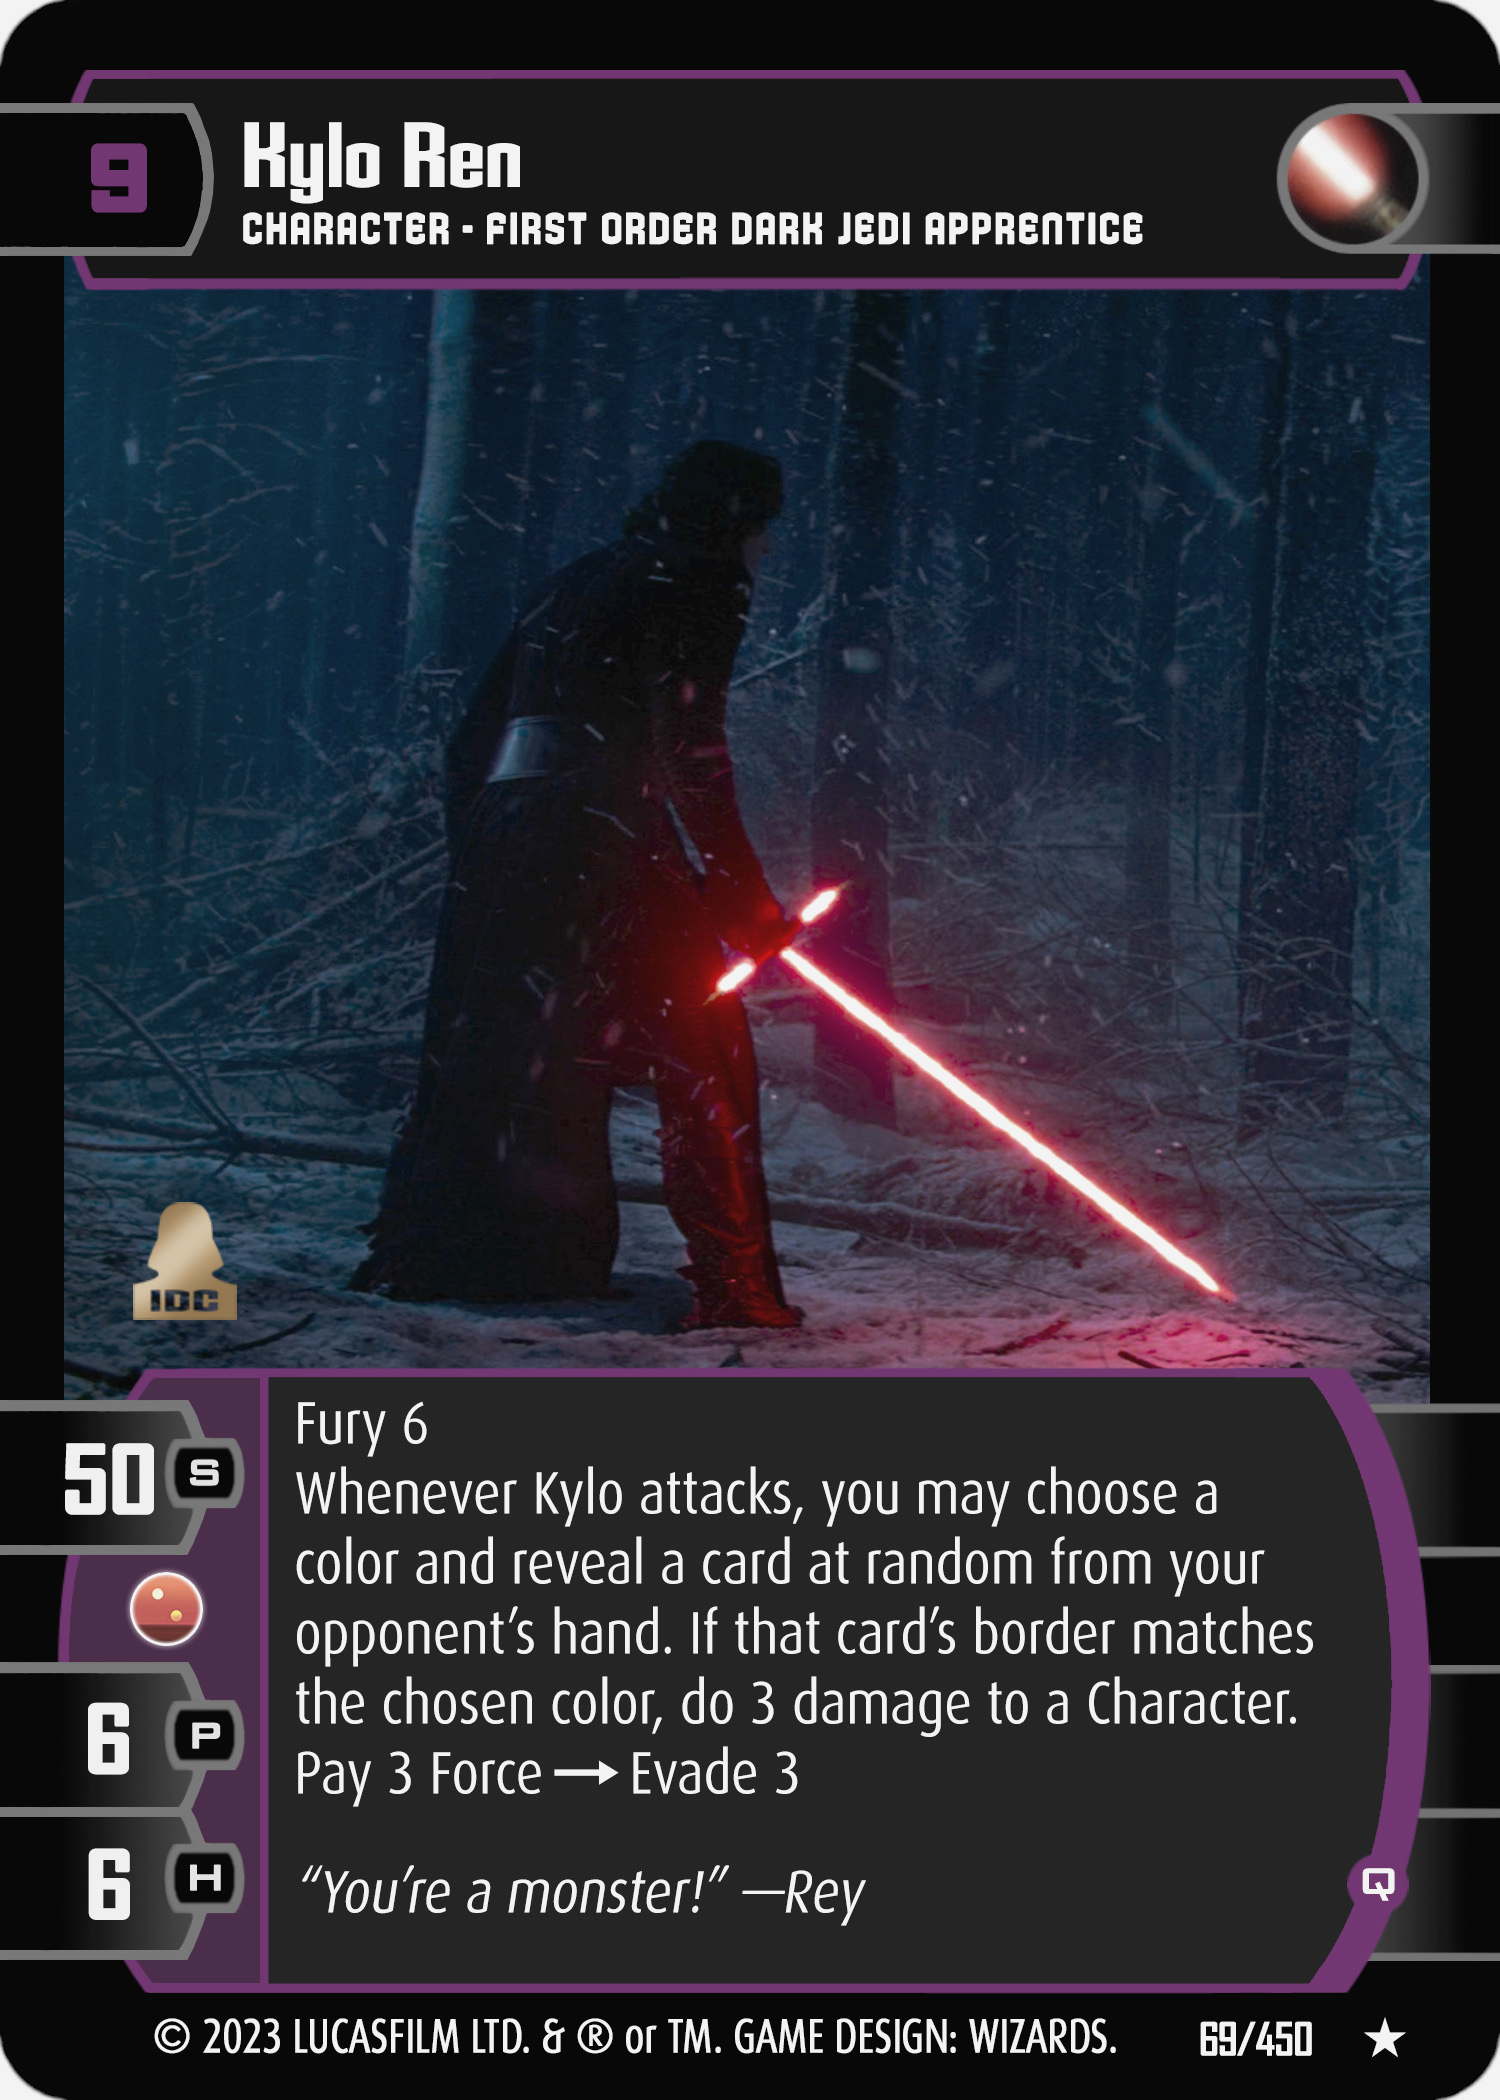 9
Kylo Ren
CHARACTER - FIRST ORDER DARK JEDI APPRENTICE
IDC
50 S
6 P
6 H
Fury 6
Whenever Kylo attacks, you may choose a
color and reveal a card at random from your
opponent’s hand. If that card’s border matches
the chosen color, do 3 damage to a Character.
Pay 3 Force → Evade 3
“You’re a monster!” —Rey
Q
© 2023 LUCASFILM LTD. & ® or TM. GAME DESIGN: WIZARDS.
69/450 ★